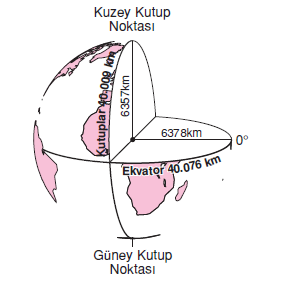 Kuzey Kutup
Noktası
Kutuplar 40.009 km
6357km
6378km
0°
Ekvator 40.076 km
Güney Kutup
Noktası